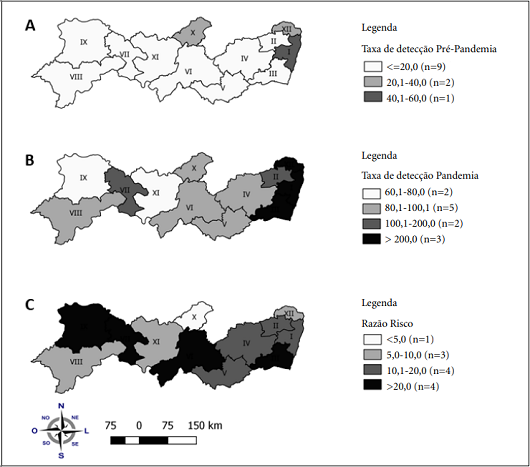 A
IX
X
XII
VII
XI
VIII
VI
IV
II
I
III
Legenda
Taxa de detecção Pré-Pandemia
<=20,0 (n=9)
20,1-40,0 (n=2)
40,1-60,0 (n=1)
B
IX
X
VII
XI
II
VIII
VI
IV
V
Legenda
Taxa de detecção Pandemia
60,1-80,0 (n=2)
80,1-100,1 (n=5)
100,1-200,0 (n=2)
> 200,0 (n=3)
C
X
XII
XI
II
I
IV
VIII
Legenda
Razão Risco
<5,0 (n=1)
5,0-10,0 (n=3)
10,1-20,0 (n=4)
>20,0 (n=4)
N
NO NE
O L
SO SE
S
75 0 75 150 km